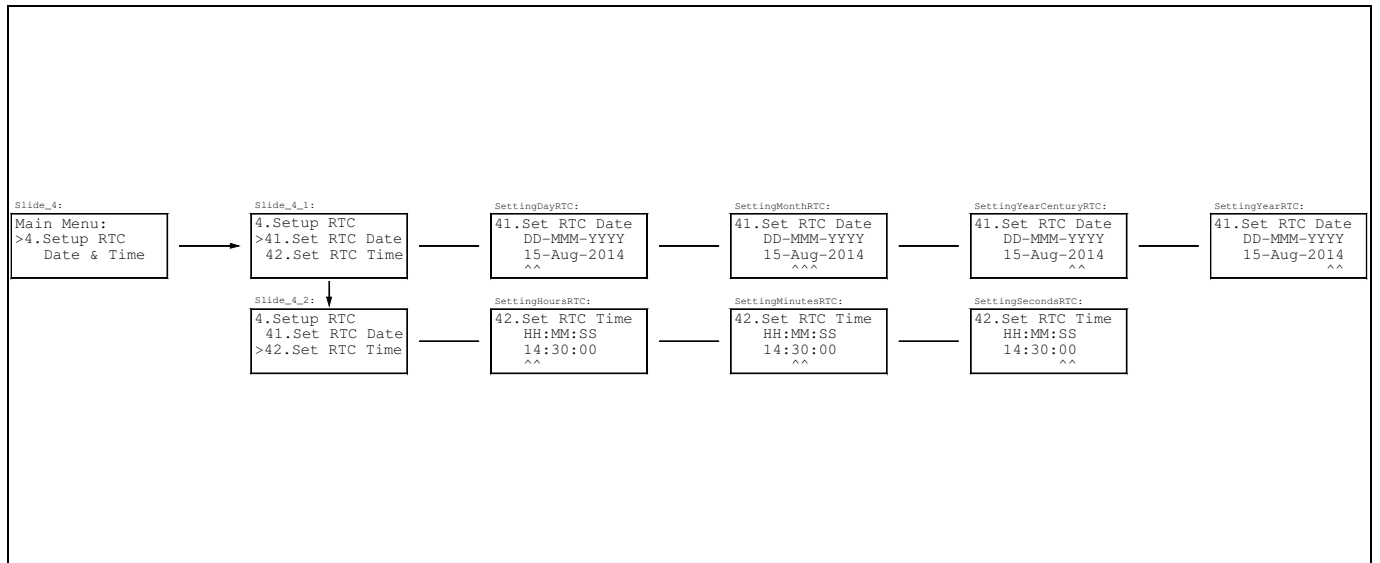 Slide_4:
Main Menu:
>4.Setup RTC
Date & Time
Slide_4_1:
4.Setup RTC
>41.Set RTC Date
42.Set RTC Time
SettingDayRTC:
41.Set RTC Date
DD-MMM-YYYY
15-Aug-2014
^^
SettingMonthRTC:
41.Set RTC Date
DD-MMM-YYYY
15-Aug-2014
^^^
SettingYearCenturyRTC:
41.Set RTC Date
DD-MMM-YYYY
15-Aug-2014
^^
SettingYearRTC:
41.Set RTC Date
DD-MMM-YYYY
15-Aug-2014
^^
Slide_4_2:
4.Setup RTC
41.Set RTC Date
>42.Set RTC Time
SettingHoursRTC:
42.Set RTC Time
HH:MM:SS
14:30:00
^^
SettingMinutesRTC:
42.Set RTC Time
HH:MM:SS
14:30:00
^^
SettingSecondsRTC:
42.Set RTC Time
HH:MM:SS
14:30:00
^^